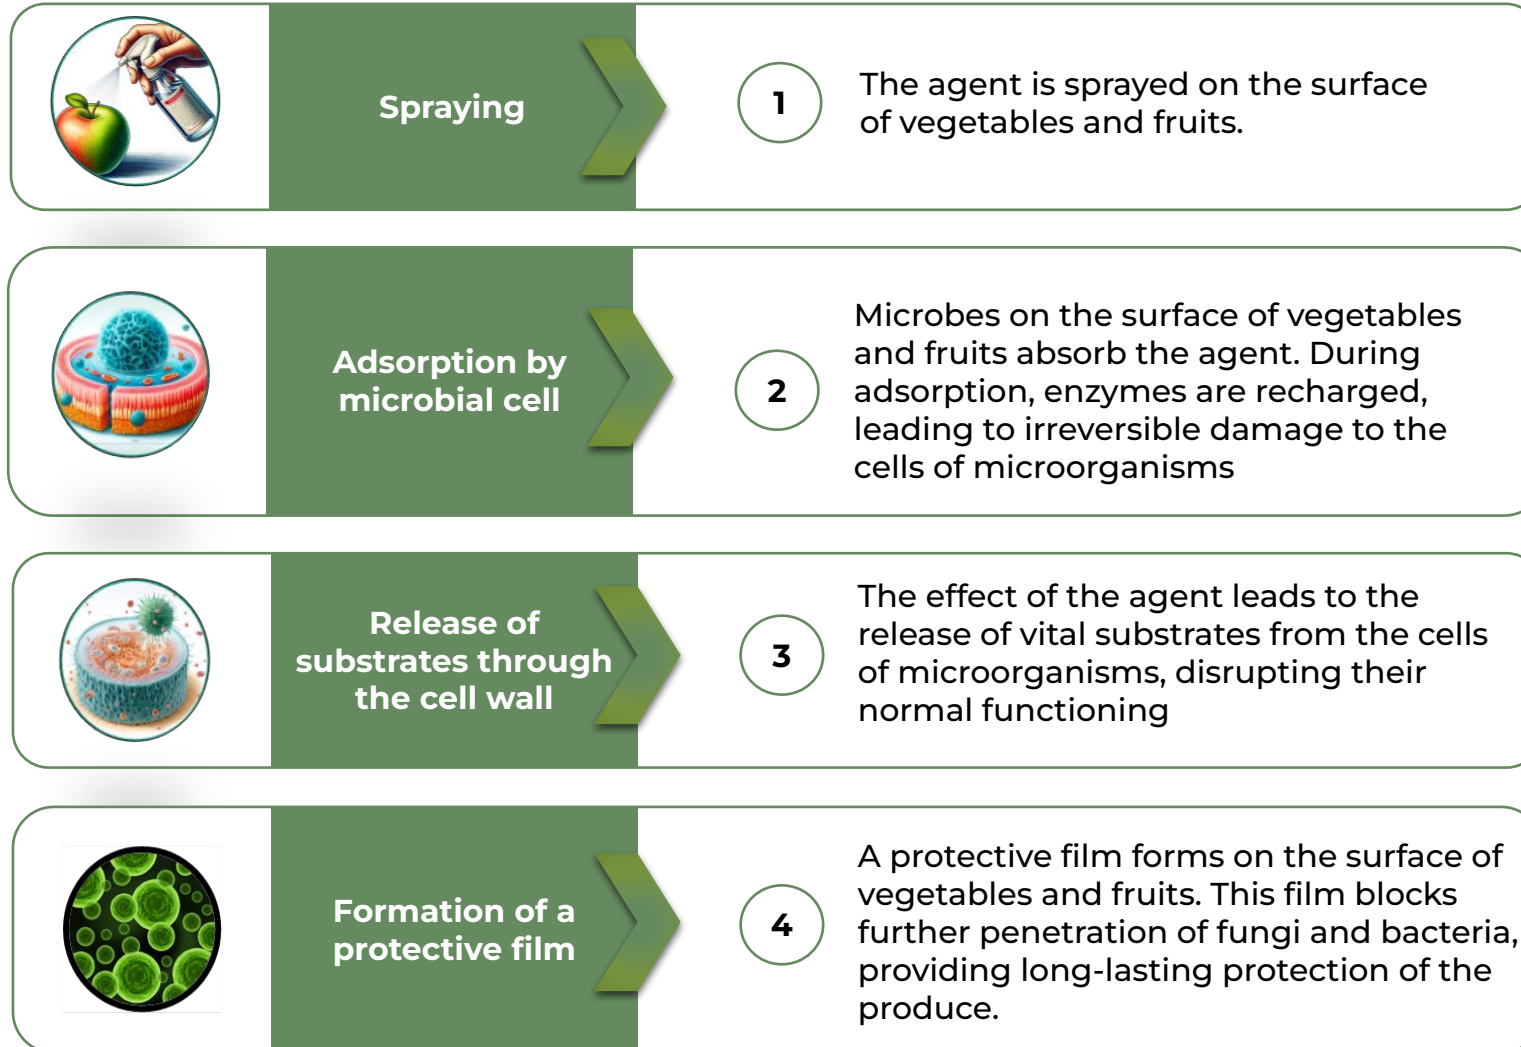 Spraying
1
The agent is sprayed on the surface
of vegetables and fruits.
Adsorption by
microbial cell
2
Microbes on the surface of vegetables
and fruits absorb the agent. During
adsorption, enzymes are recharged,
leading to irreversible damage to the
cells of microorganisms
Release of
substrates through
the cell wall
3
The effect of the agent leads to the
release of vital substrates from the cells
of microorganisms, disrupting their
normal functioning
Formation of a
protective film
4
A protective film forms on the surface of
vegetables and fruits. This film blocks
further penetration of fungi and bacteria,
providing long-lasting protection of the
produce.